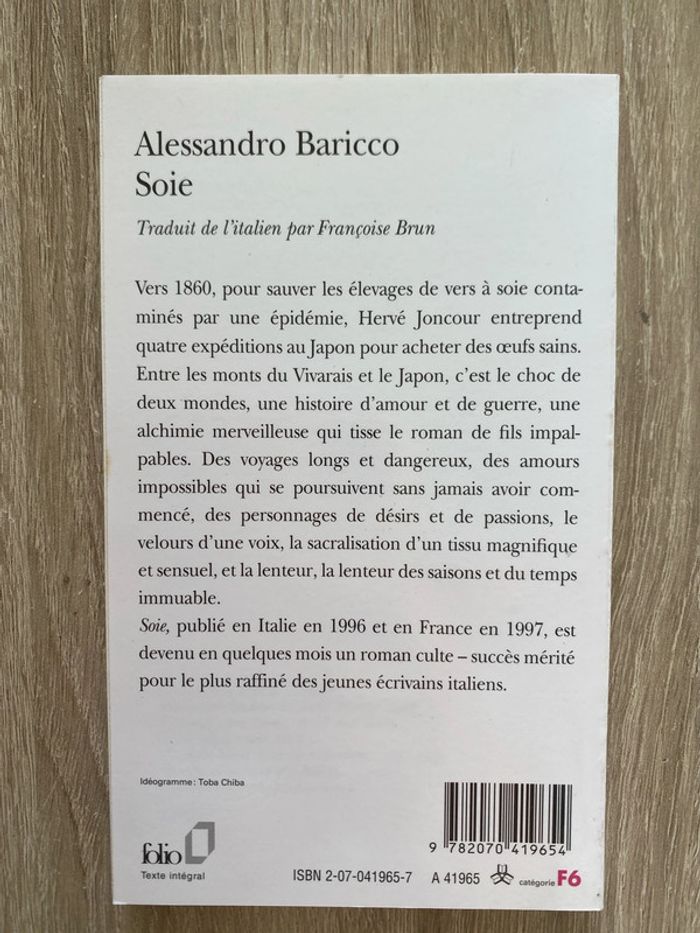 Alessandro Baricco
Soie
Traduit de l'italien par Françoise Brun
Vers 1860, pour sauver les élevages de vers à soie conta-
minés par une épidémie, Hervé Joncour entreprend
quatre expéditions au Japon pour acheter des œufs sains.
Entre les monts du Vivarais et le Japon, c'est le choc de
deux mondes, une histoire d'amour et de guerre, une
alchimie merveilleuse qui tisse le roman de fils impal-
pables. Des voyages longs et dangereux, des amours
impossibles qui se poursuivent sans jamais avoir com-
mencé, des personnages de désirs et de passions, le
velours d'une voix, la sacralisation d'un tissu magnifique
et sensuel, et la lenteur, la lenteur des saisons et du temps
immuable.
Soie, publié en Italie en 1996 et en France en 1997, est
devenu en quelques mois un roman culte – succès mérité
pour le plus raffiné des jeunes écrivains italiens.
Idéogramme : Toba Chiba
folio
Texte intégral
9 782070 419654
ISBN 2-07-041965-7 A 41965 catégorie F6